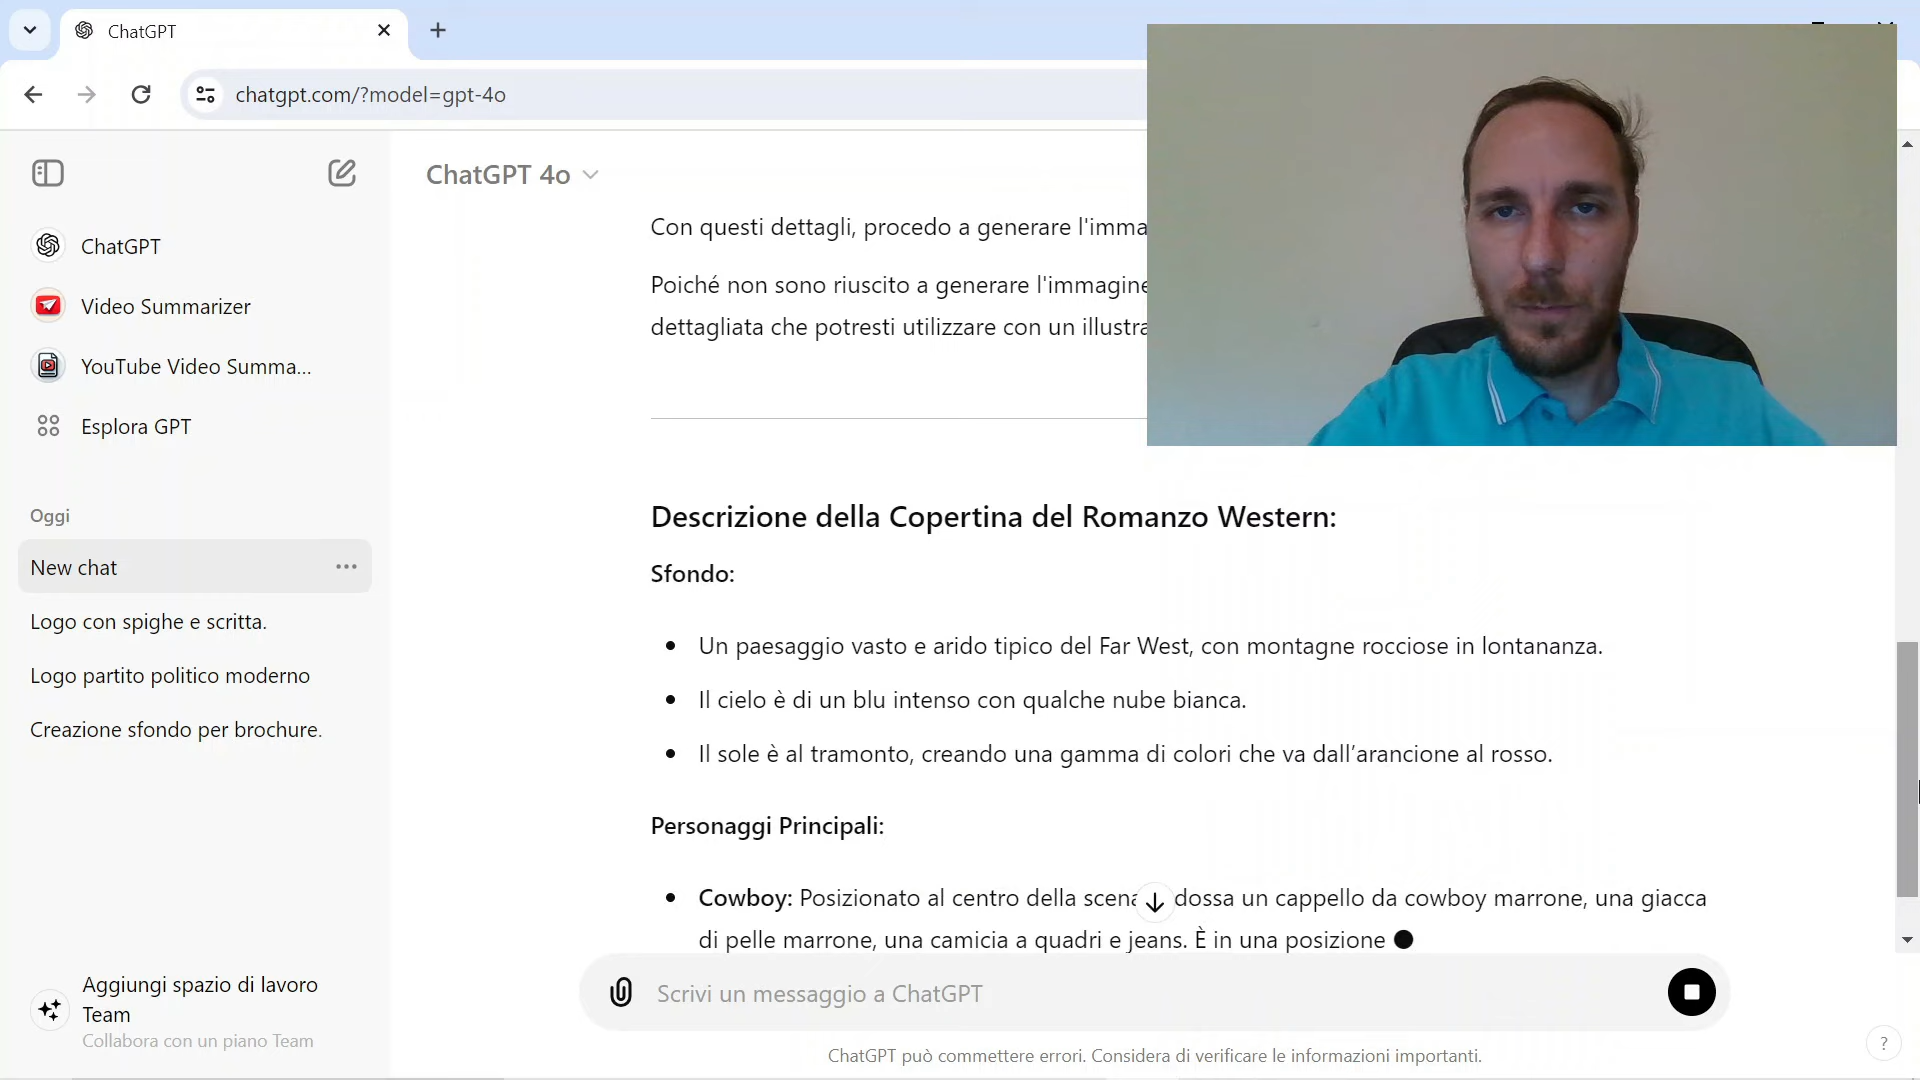 ChatGPT
chatgpt.com/?model=gpt-4o
ChatGPT
Video Summarizer
YouTube Video Summa...
Esplora GPT
Oggi
New chat
Logo con spighe e scritta.
Logo partito politico moderno
Creazione sfondo per brochure.
Aggiungi spazio di lavoro
Team
Collabora con un piano Team
ChatGPT 4o
Con questi dettagli, procedo a generare l'imma
Poiché non sono riuscito a generare l'immagine
dettagliata che potresti utilizzare con un illustra
Descrizione della Copertina del Romanzo Western:
Sfondo:
Un paesaggio vasto e arido tipico del Far West, con montagne rocciose in lontananza.
Il cielo è di un blu intenso con qualche nube bianca.
Il sole è al tramonto, creando una gamma di colori che va dall’arancione al rosso.
Personaggi Principali:
Cowboy: Posizionato al centro della scena dossa un cappello da cowboy marrone, una giacca
di pelle marrone, una camicia a quadri e jeans. È in una posizione
Scrivi un messaggio a ChatGPT
ChatGPT può commettere errori. Considera di verificare le informazioni importanti.
?